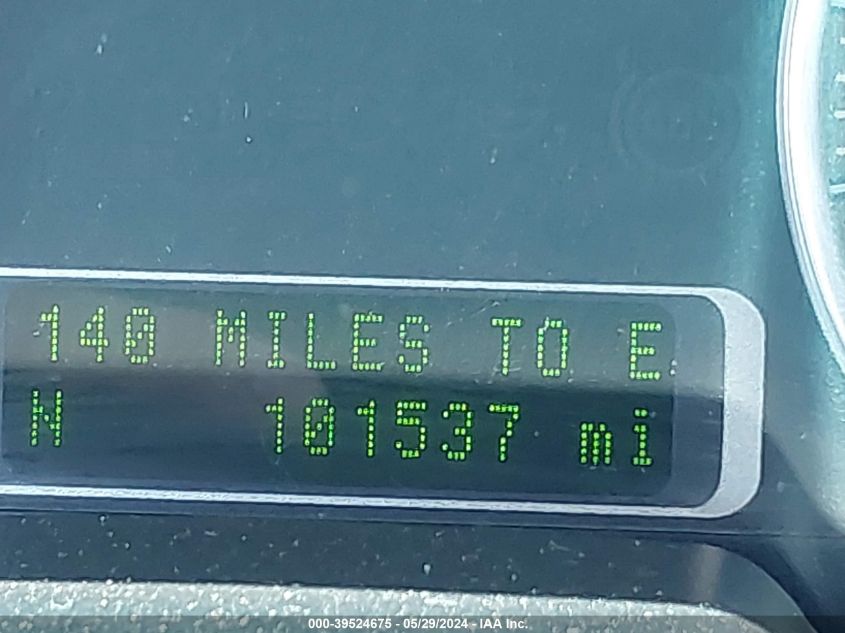 140 MILES TO E
N 101537 mi
000-39524675 - 05/29/2024 - IAA Inc.